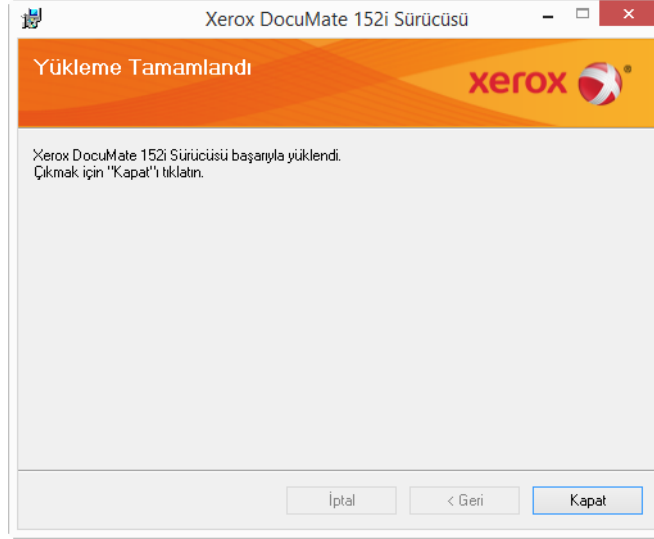 Xerox DocuMate 152i Sürücüsü
Yükleme Tamamlandı
xerox
Xerox DocuMate 152i Sürücüsü başarıyla yüklendi.
Çıkmak için "Kapat"ı tıklatın.
İptal
< Geri
Kapat